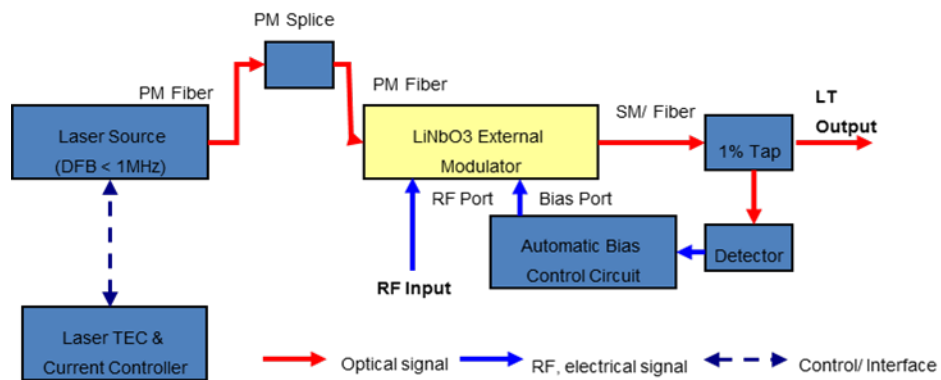 PM Splice
PM Fiber
PM Fiber
SM/ Fiber
LT
Output
Laser Source
(DFB < 1MHz)
LiNbO3 External
Modulator
1% Tap
RF Port
Bias Port
Automatic Bias
Control Circuit
Detector
RF Input
Laser TEC &
Current Controller
Optical signal
RF, electrical signal
Control/ Interface